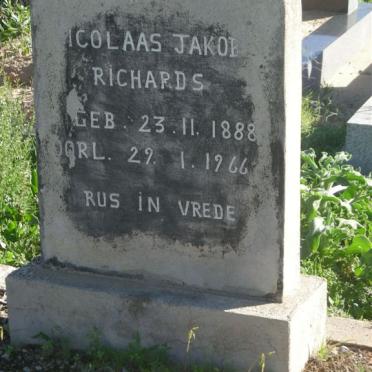 ICOLAAS JAKOB
RICHARDS
GEB. 23. 11. 1888
OORL. 29. 1. 1966
RUS IN VREDE